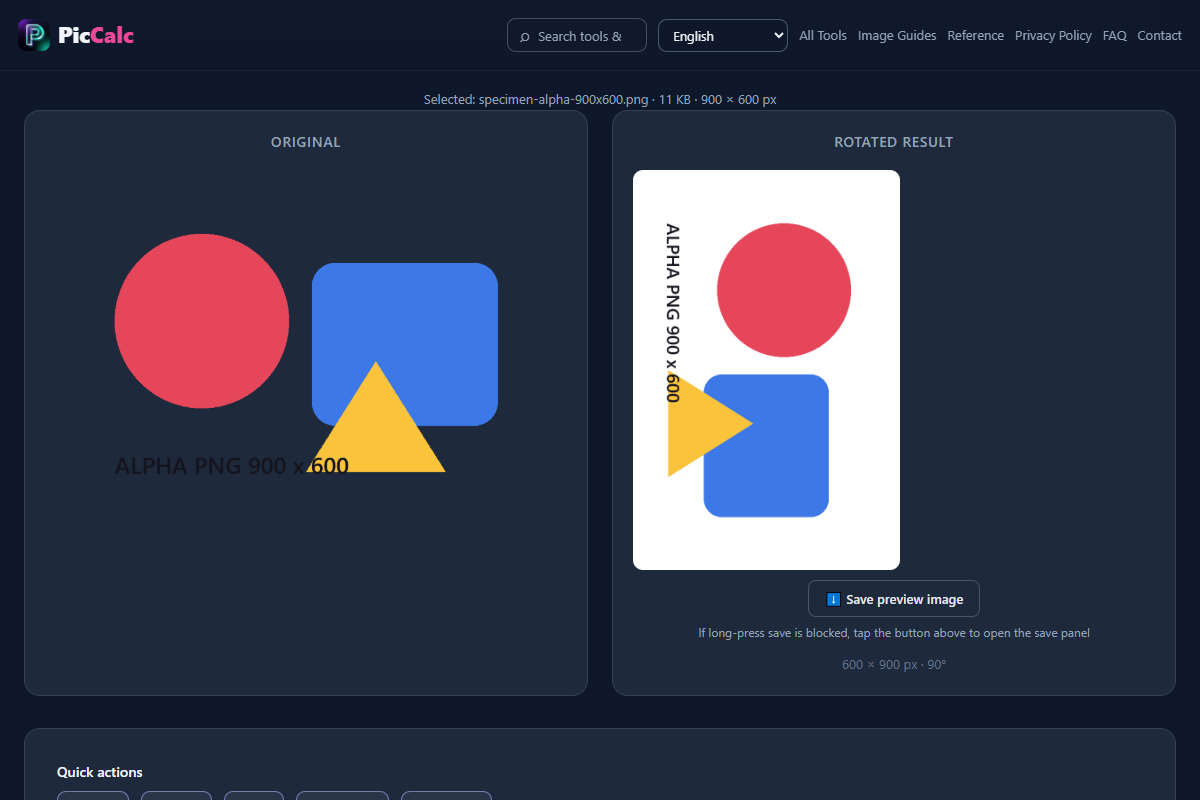 PicCalc
Search tools &
English
All Tools
Image Guides
Reference
Privacy Policy
FAQ
Contact
Selected: specimen-alpha-900x600.png · 11 KB · 900 × 600 px
ORIGINAL
ALPHA PNG 900 x 600
ROTATED RESULT
ALPHA PNG 900 x 600
Save preview image
If long-press save is blocked, tap the button above to open the save panel
600 × 900 px · 90°
Quick actions